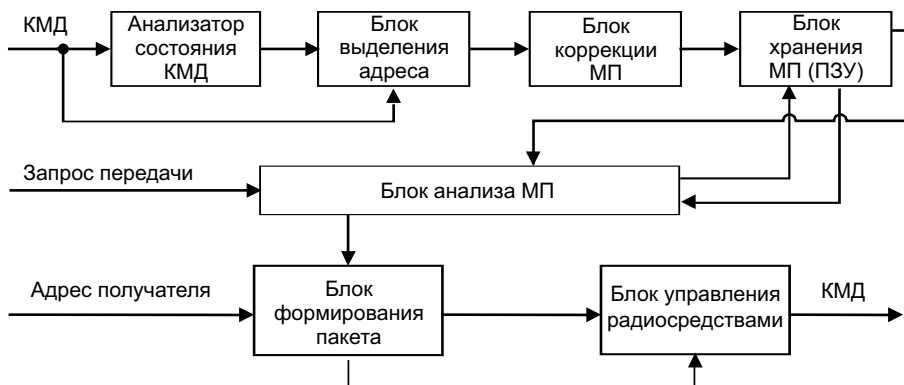 КМД
Анализатор
состояния
КМД
Блок
выделения
адреса
Блок
коррекции
МП
Блок
хранения
МП (ПЗУ)
Запрос передачи
Блок анализа МП
Адрес получателя
Блок
формирования
пакета
Блок управления
радиосредствами
КМД